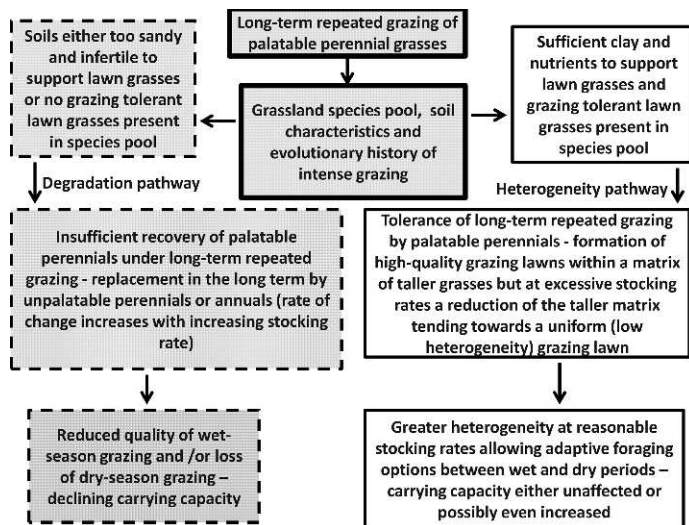 Long-term repeated grazing of
palatable perennial grasses
Soils either too sandy
and infertile to
support lawn grasses
or no grazing tolerant
lawn grasses present
in species pool
Grassland species pool, soil
characteristics and
evolutionary history of
intense grazing
Sufficient clay and
nutrients to support
lawn grasses and
grazing tolerant lawn
grasses present in
species pool
Degradation pathway
Heterogeneity pathway
Insufficient recovery of palatable
perennials under long-term repeated
grazing - replacement in the long term by
unpalatable perennials or annuals (rate of
change increases with increasing stocking
rate)
Tolerance of long-term repeated grazing
by palatable perennials - formation of
high-quality grazing lawns within a matrix
of taller grasses but at excessive stocking
rates a reduction of the taller matrix
tending towards a uniform (low
heterogeneity) grazing lawn
Reduced quality of wet-
season grazing and /or loss
of dry-season grazing –
declining carrying capacity
Greater heterogeneity at reasonable
stocking rates allowing adaptive foraging
options between wet and dry periods –
carrying capacity either unaffected or
possibly even increased